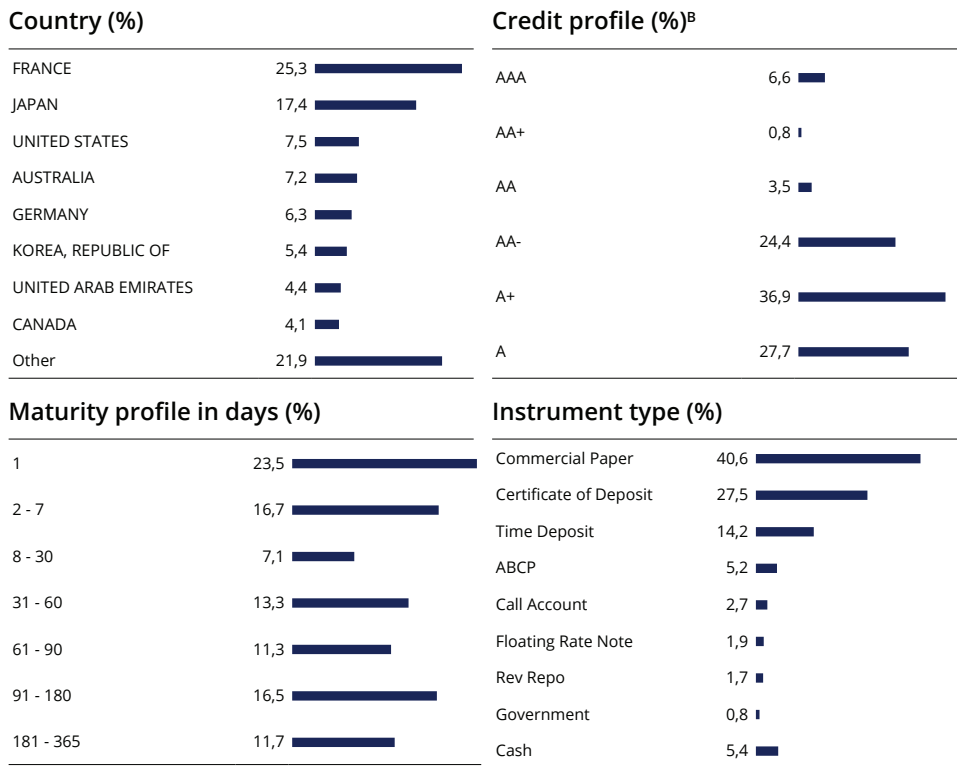 Country (%)
FRANCE 25,3
JAPAN 17,4
UNITED STATES 7,5
AUSTRALIA 7,2
GERMANY 6,3
KOREA, REPUBLIC OF 5,4
UNITED ARAB EMIRATES 4,4
CANADA 4,1
Other 21,9
Credit profile (%)ᴮ
AAA 6,6
AA+ 0,8
AA 3,5
AA- 24,4
A+ 36,9
A 27,7
Maturity profile in days (%)
1 23,5
2 - 7 16,7
8 - 30 7,1
31 - 60 13,3
61 - 90 11,3
91 - 180 16,5
181 - 365 11,7
Instrument type (%)
Commercial Paper 40,6
Certificate of Deposit 27,5
Time Deposit 14,2
ABCP 5,2
Call Account 2,7
Floating Rate Note 1,9
Rev Repo 1,7
Government 0,8
Cash 5,4